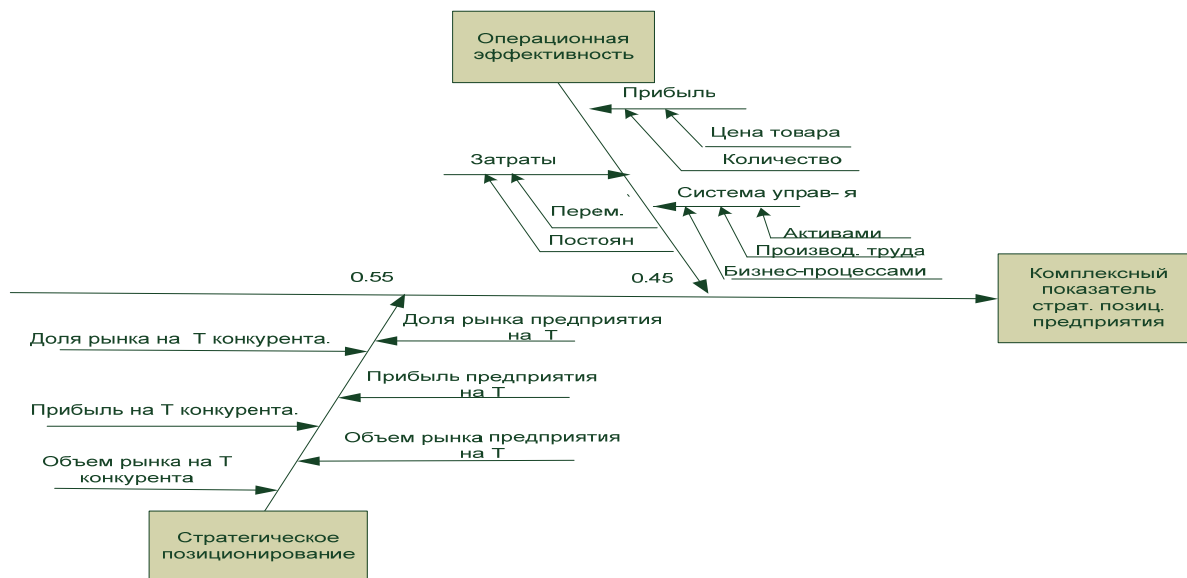 Операционная
эффективность
Прибыль
Цена товара
Количество
Затраты
Система управ- я
Перем.
Постоян
Активами
Производ. труда
Бизнес-процессами
0.55
0.45
Комплексный
показатель
страт. позиц.
предприятия
Доля рынка на Т конкурента.
Доля рынка предприятия
на Т
Прибыль предприятия
на Т
Прибыль на Т конкурента.
Объем рынка предприятия
на Т
Объем рынка на Т
конкурента
Стратегическое
позиционирование